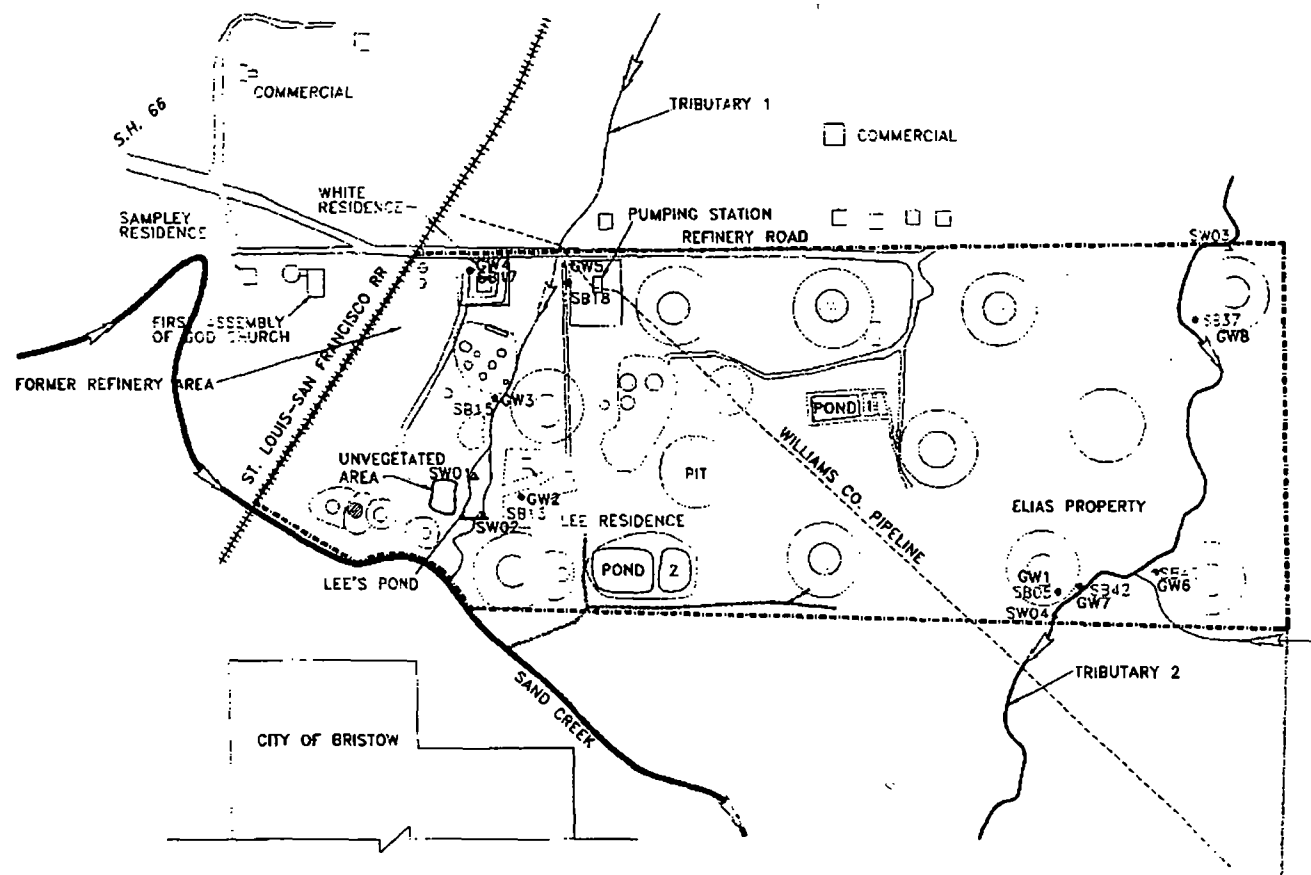 COMMERCIAL
S.H. 66
TRIBUTARY 1
COMMERCIAL
WHITE
RESIDENCE
SAMPLEY
RESIDENCE
PUMPING STATION
REFINERY ROAD
SW03
GW4
GW5
SB18
FIRST ASSEMBLY
OF GOD CHURCH
ST. LOUIS-SAN FRANCISCO RR
SB37
GW8
FORMER REFINERY AREA
GW3
SB15
POND 1
WILLIAMS CO. PIPELINE
UNVEGETATED
AREA
SW01
PIT
GW2
SB13
SW02
LEE RESIDENCE
ELIAS PROPERTY
LEE'S POND
POND 2
GW1
SB05
SW04
SB42
GW7
GW6
TRIBUTARY 2
SAND CREEK
CITY OF BRISTOW